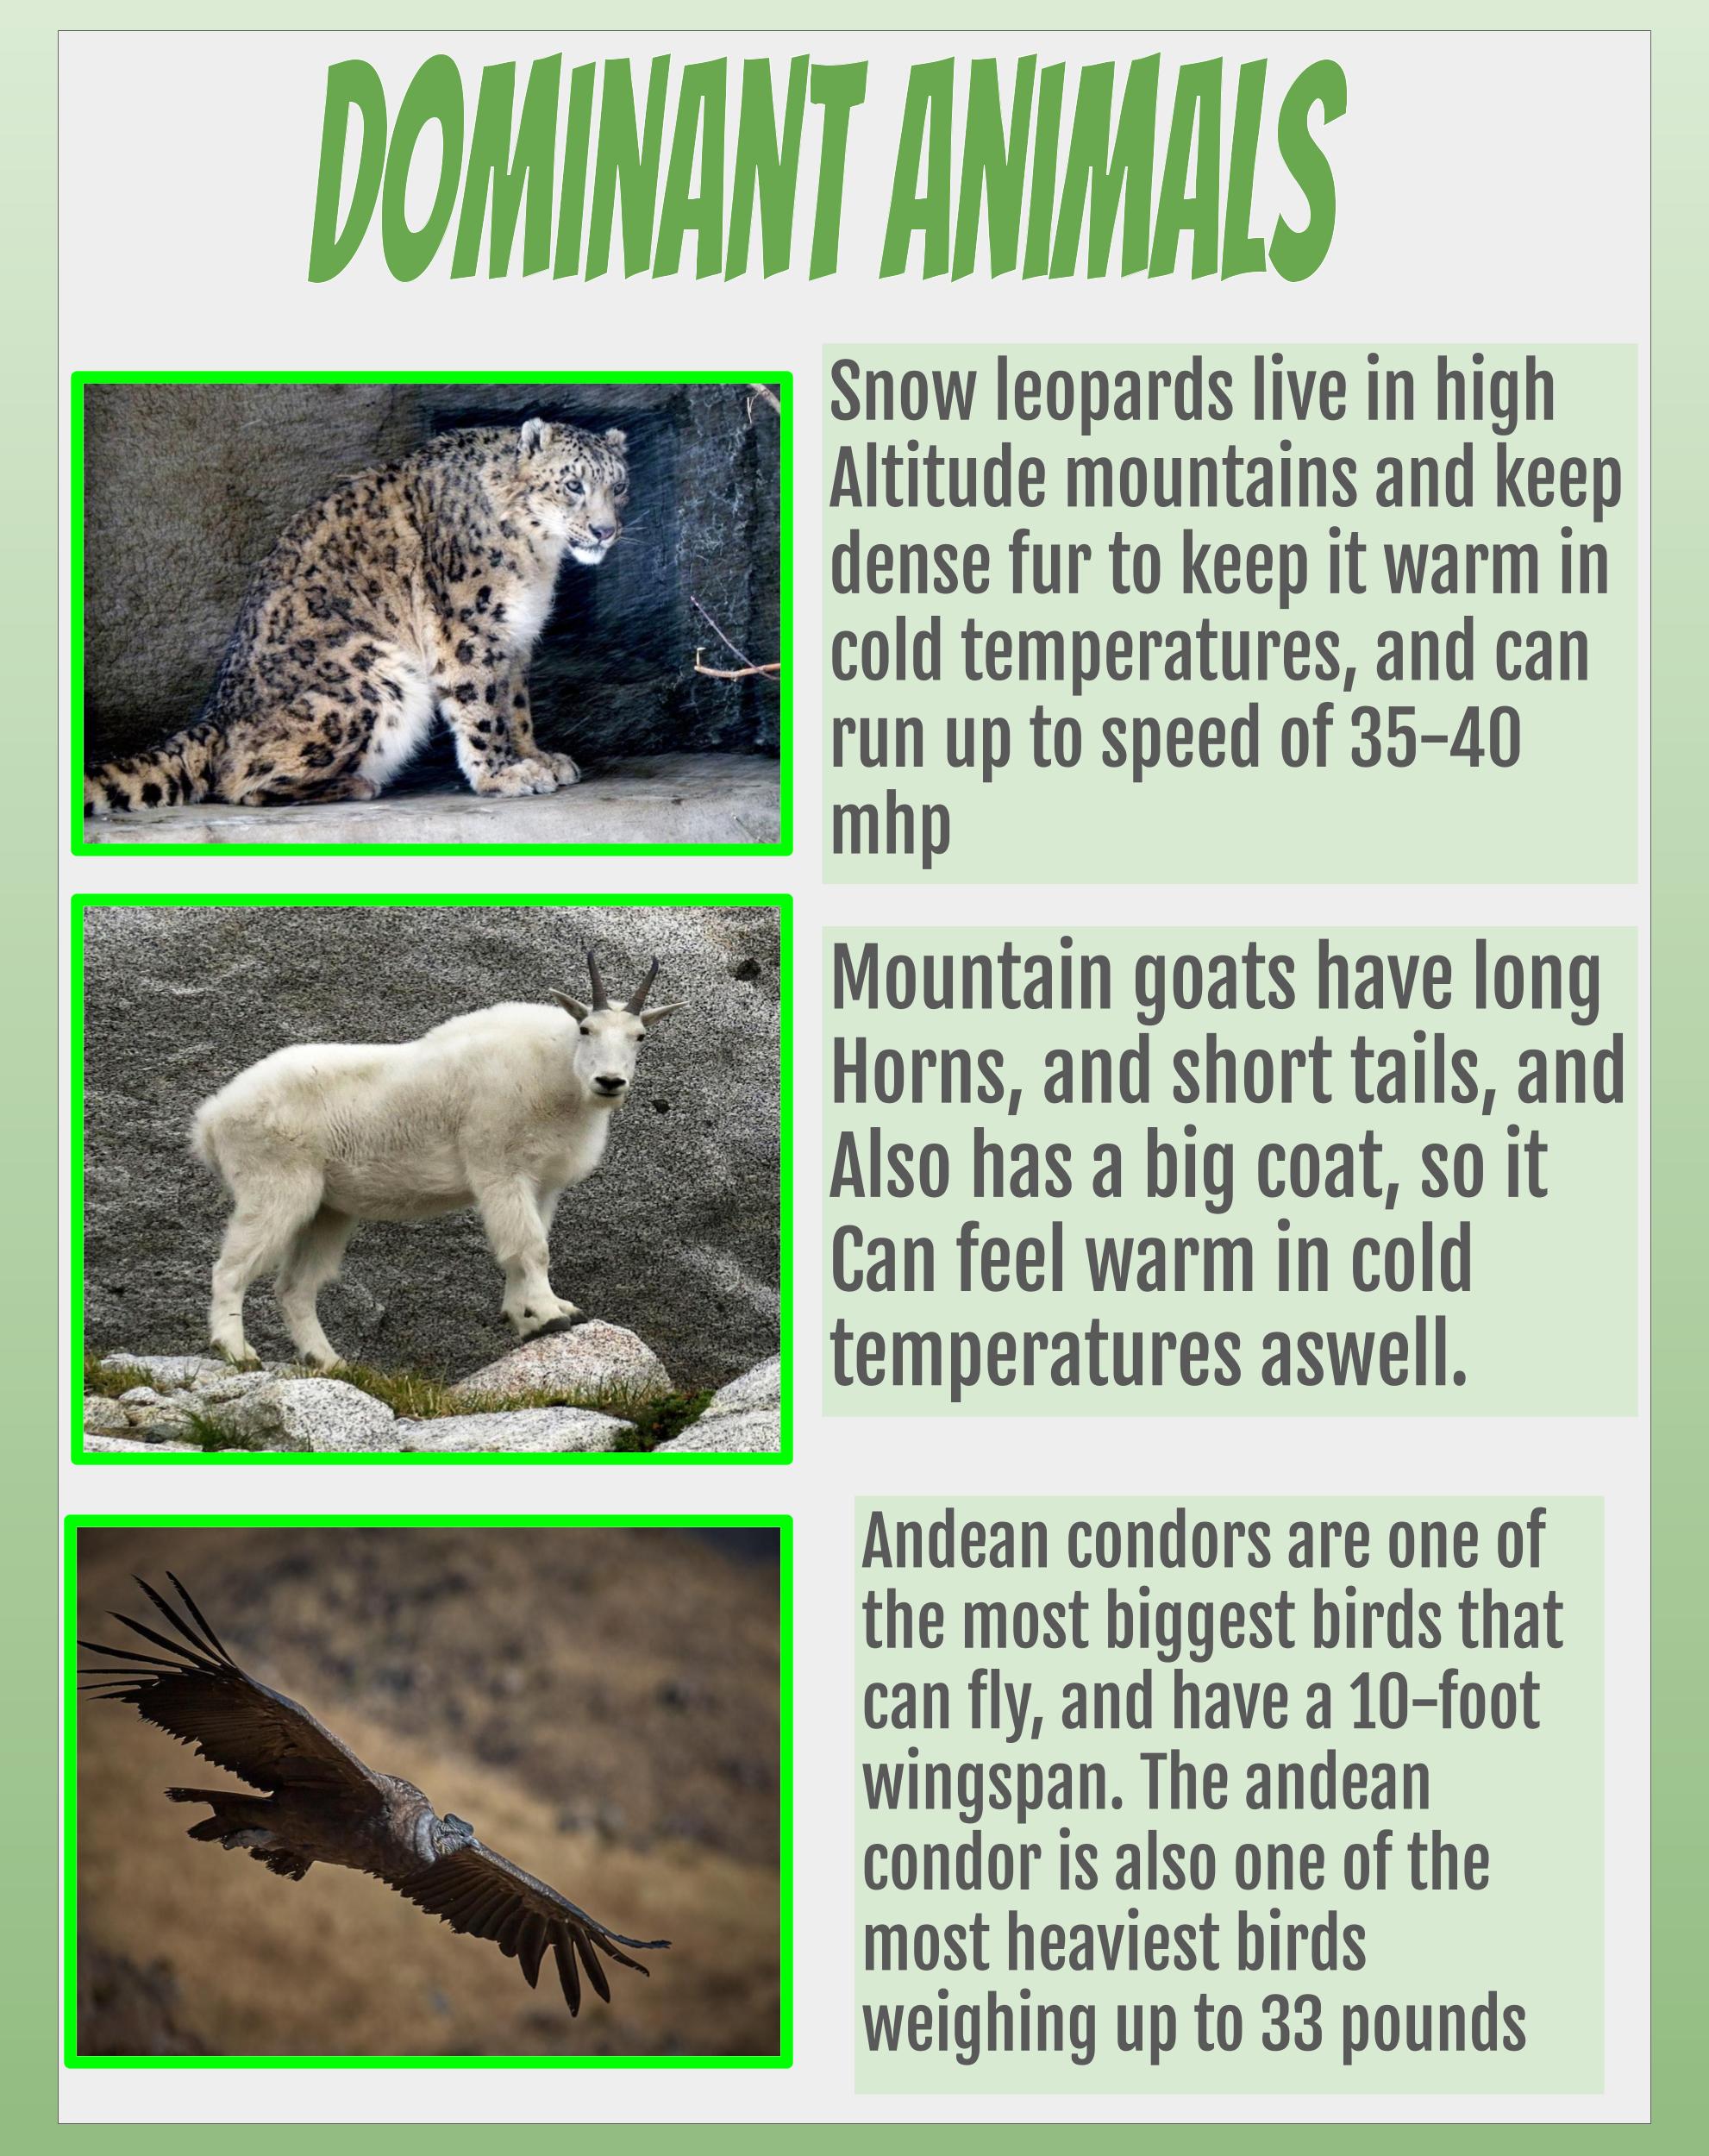 DOMINANT ANIMALS
Snow leopards live in high
Altitude mountains and keep
dense fur to keep it warm in
cold temperatures, and can
run up to speed of 35-40
mhp
Mountain goats have long
Horns, and short tails, and
Also has a big coat, so it
Can feel warm in cold
temperatures aswell.
Andean condors are one of
the most biggest birds that
can fly, and have a 10-foot
wingspan. The andean
condor is also one of the
most heaviest birds
weighing up to 33 pounds